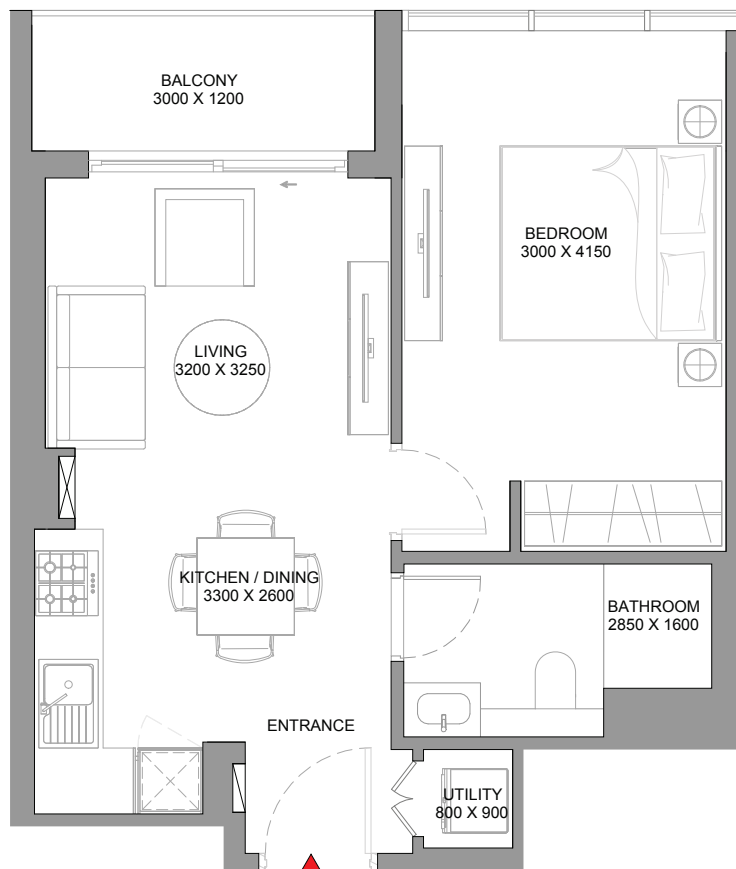 BALCONY
3000 X 1200
BEDROOM
3000 X 4150
LIVING
3200 X 3250
KITCHEN / DINING
3300 X 2600
BATHROOM
2850 X 1600
ENTRANCE
UTILITY
800 X 900